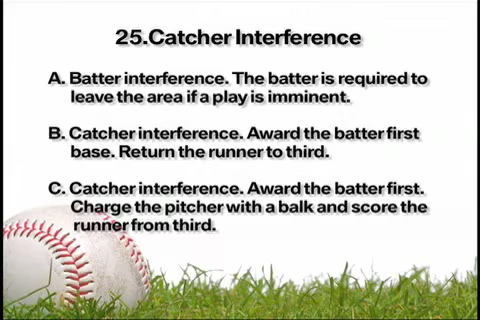 25.Catcher Interference
A. Batter interference. The batter is required to
leave the area if a play is imminent.
B. Catcher interference. Award the batter first
base. Return the runner to third.
C. Catcher interference. Award the batter first.
Charge the pitcher with a balk and score the
runner from third.